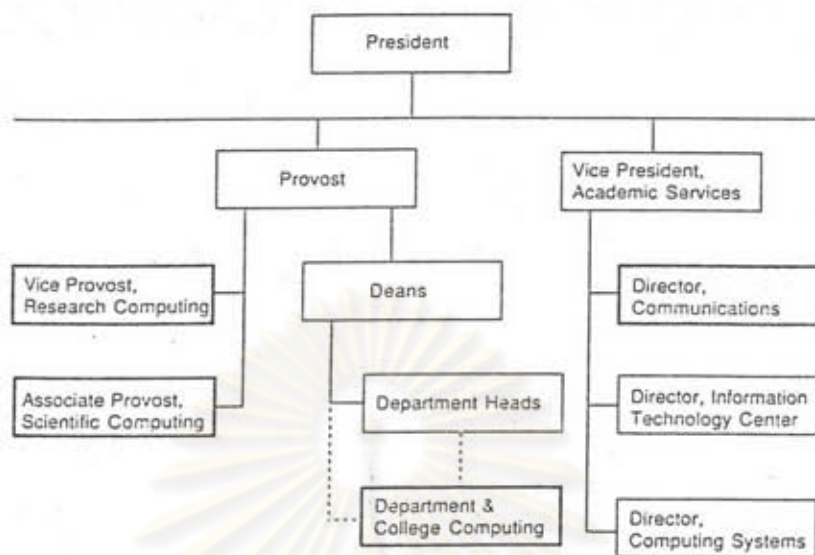 President
Provost
Vice President,
Academic Services
Vice Provost,
Research Computing
Deans
Director,
Communications
Associate Provost,
Scientific Computing
Department Heads
Director, Information
Technology Center
Department &
College Computing
Director,
Computing Systems